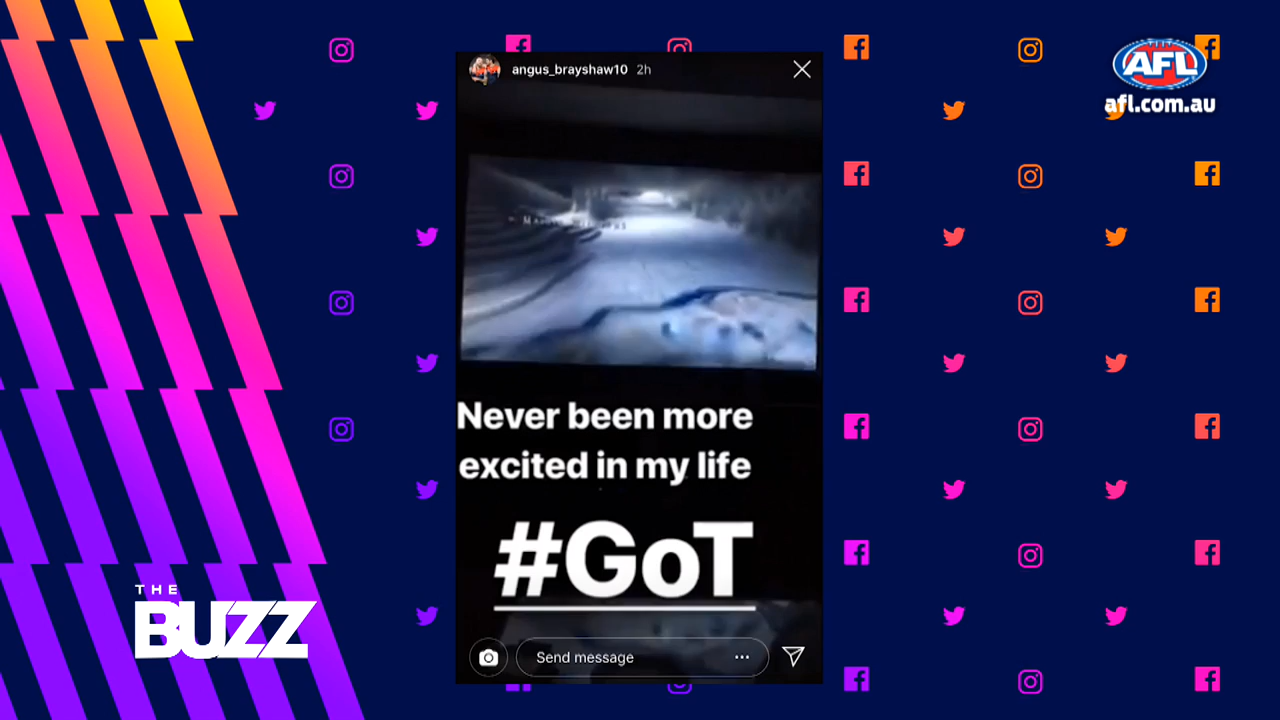 angus_brayshaw10 2h
AFL
afl.com.au
Never been more
excited in my life
#GoT
THE
BUZZ
Send message